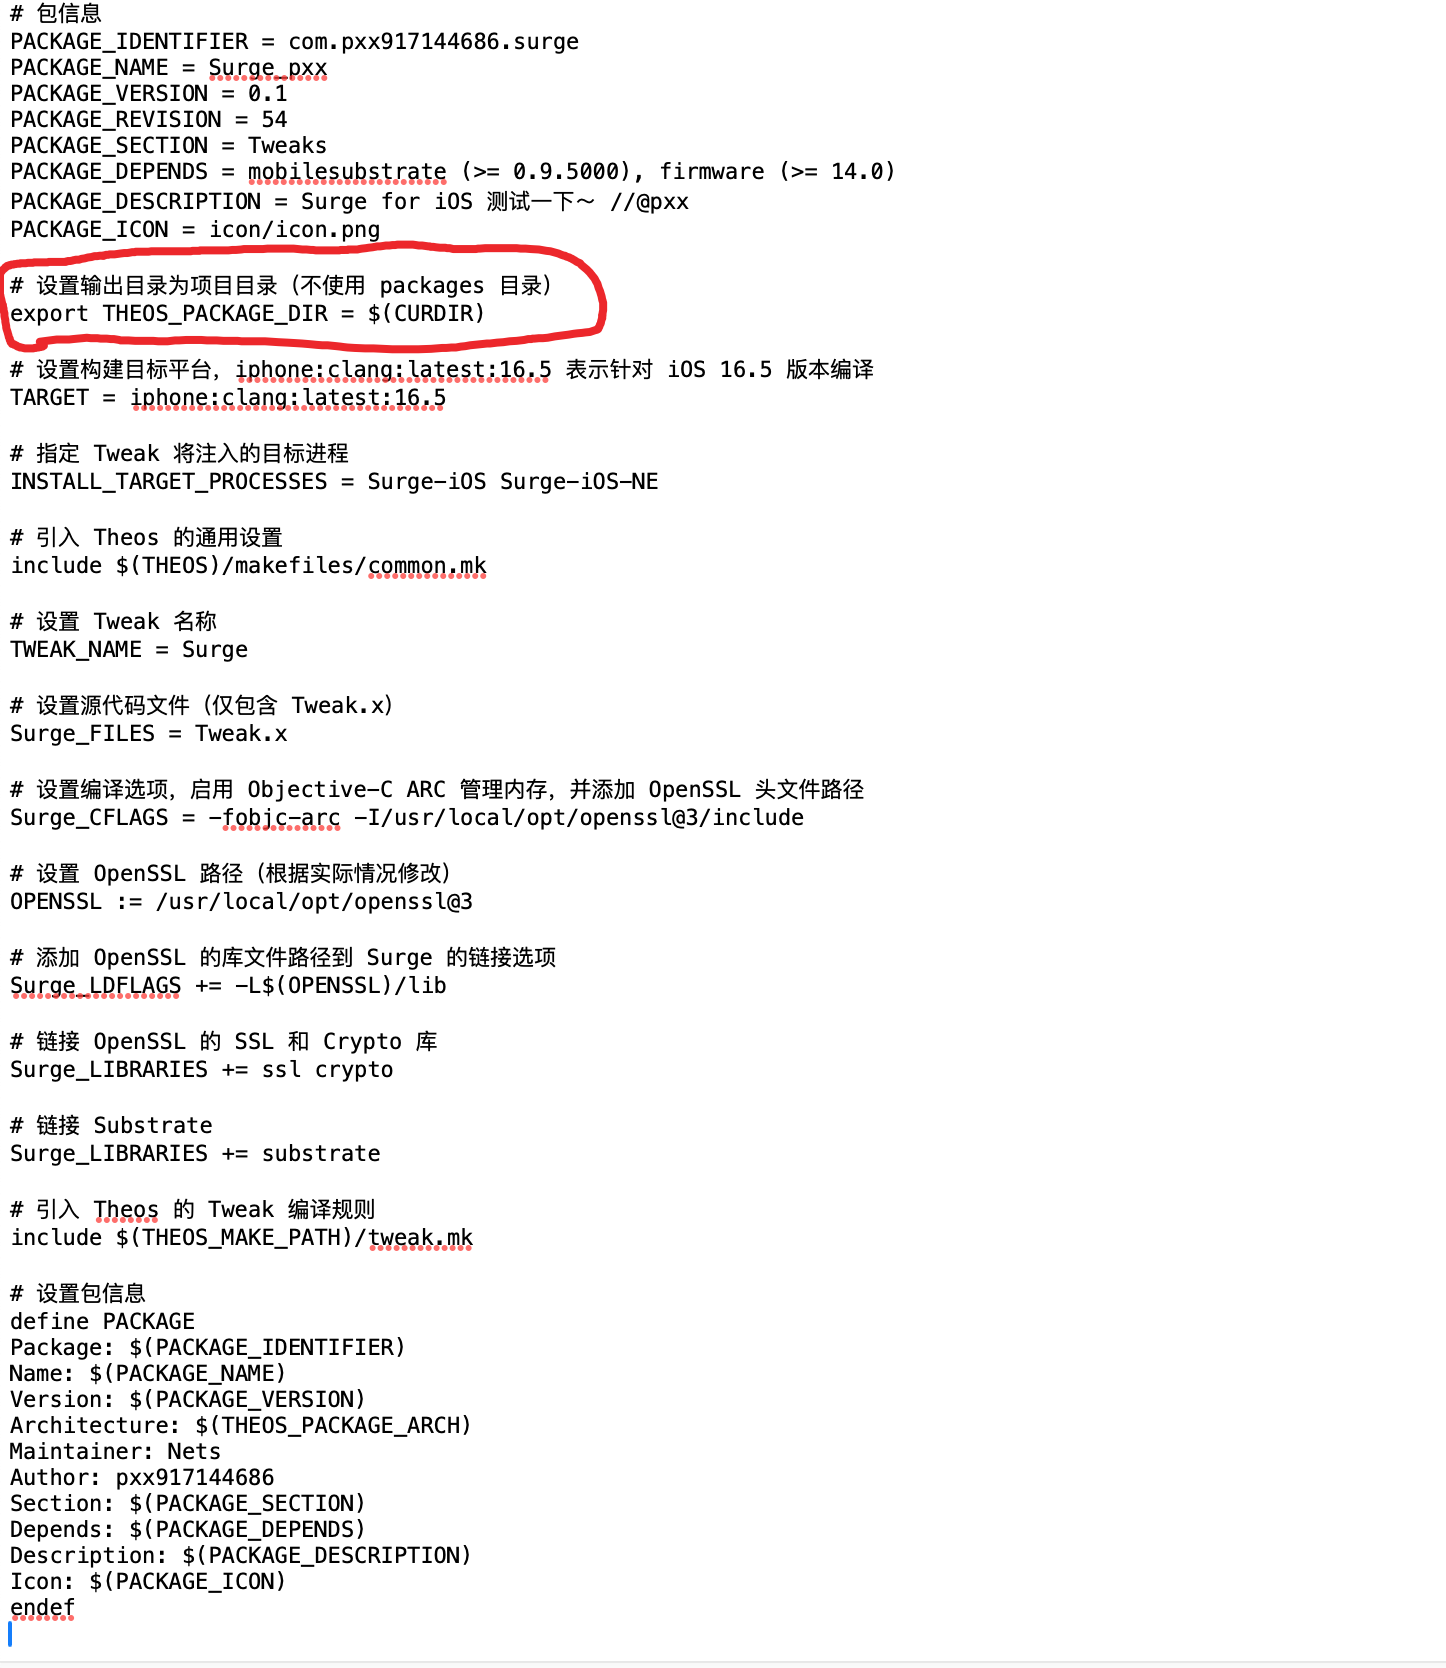 # 包信息
PACKAGE_IDENTIFIER = com.pxx917144686.surge
PACKAGE_NAME = Surge_pxx
PACKAGE_VERSION = 0.1
PACKAGE_REVISION = 54
PACKAGE_SECTION = Tweaks
PACKAGE_DEPENDS = mobilesubstrate (>= 0.9.5000), firmware (>= 14.0)
PACKAGE_DESCRIPTION = Surge for iOS 测试一下～ //@pxx
PACKAGE_ICON = icon/icon.png
# 设置输出目录为项目目录（不使用 packages 目录）
export THEOS_PACKAGE_DIR = $(CURDIR)
# 设置构建目标平台，iphone:clang:latest:16.5 表示针对 iOS 16.5 版本编译
TARGET = iphone:clang:latest:16.5
# 指定 Tweak 将注入的目标进程
INSTALL_TARGET_PROCESSES = Surge-iOS Surge-iOS-NE
# 引入 Theos 的通用设置
include $(THEOS)/makefiles/common.mk
# 设置 Tweak 名称
TWEAK_NAME = Surge
# 设置源代码文件（仅包含 Tweak.x）
Surge_FILES = Tweak.x
# 设置编译选项，启用 Objective-C ARC 管理内存，并添加 OpenSSL 头文件路径
Surge_CFLAGS = -fobjc-arc -I/usr/local/opt/openssl@3/include
# 设置 OpenSSL 路径（根据实际情况修改）
OPENSSL := /usr/local/opt/openssl@3
# 添加 OpenSSL 的库文件路径到 Surge 的链接选项
Surge_LDFLAGS += -L$(OPENSSL)/lib
# 链接 OpenSSL 的 SSL 和 Crypto 库
Surge_LIBRARIES += ssl crypto
# 链接 Substrate
Surge_LIBRARIES += substrate
# 引入 Theos 的 Tweak 编译规则
include $(THEOS_MAKE_PATH)/tweak.mk
# 设置包信息
define PACKAGE
Package: $(PACKAGE_IDENTIFIER)
Name: $(PACKAGE_NAME)
Version: $(PACKAGE_VERSION)
Architecture: $(THEOS_PACKAGE_ARCH)
Maintainer: Nets
Author: pxx917144686
Section: $(PACKAGE_SECTION)
Depends: $(PACKAGE_DEPENDS)
Description: $(PACKAGE_DESCRIPTION)
Icon: $(PACKAGE_ICON)
endef